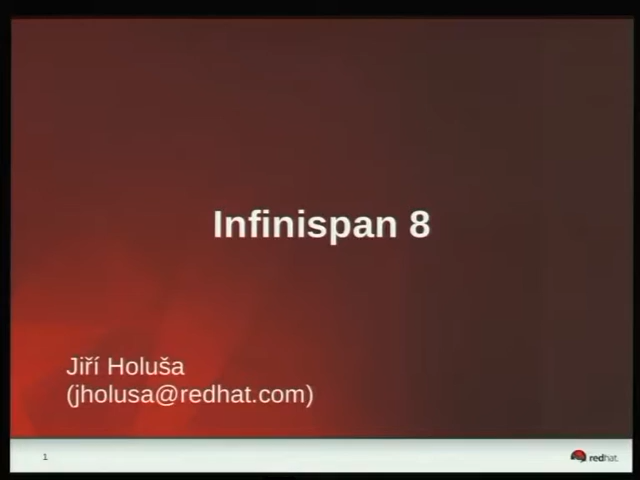 Infinispan 8
Jiří Holuša
(jholusa@redhat.com)
1
redhat.